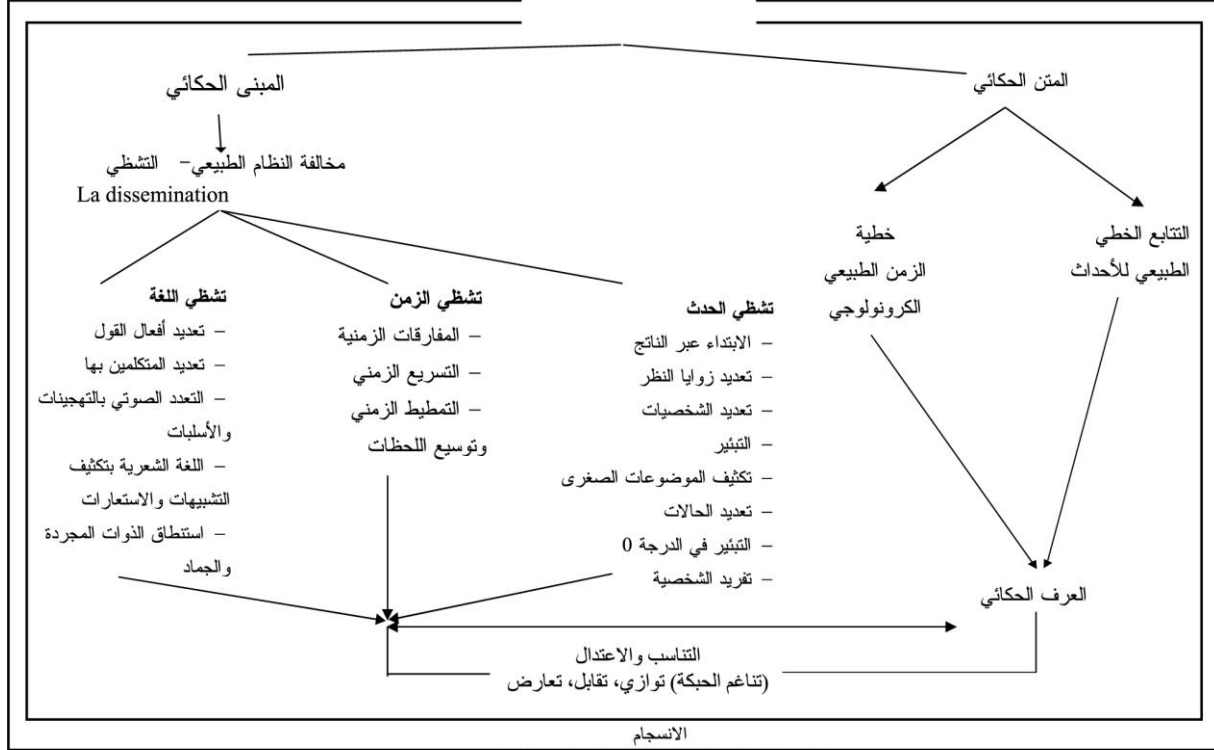 المتن الحكائي
المبنى الحكائي
مخالفة النظام الطبيعي– التشظي
La dissemination
التتابع الخطي
الطبيعي للأحداث
خطية
الزمن الطبيعي
الكرونولوجي
تشظي الحدث
– الابتداء عبر الناتج
– تعديد زوايا النظر
– تعديد الشخصيات
– التبئير
– تكثيف الموضوعات الصغرى
– تعديد الحالات
– التبئير في الدرجة 0
– تفريد الشخصية
تشظي الزمن
– المفارقات الزمنية
– التسريع الزمني
– التمطيط الزمني
وتوسيع اللحظات
تشظي اللغة
– تعديد أفعال القول
– تعديد المتكلمين بها
– التعدد الصوتي بالتهجينات
والأسلبات
– اللغة الشعرية بتكثيف
التشبيهات والاستعارات
– استنطاق الذوات المجردة
والجماد
العرف الحكائي
التناسب والاعتدال
(تناغم الحبكة) توازي، تقابل، تعارض
الانسجام